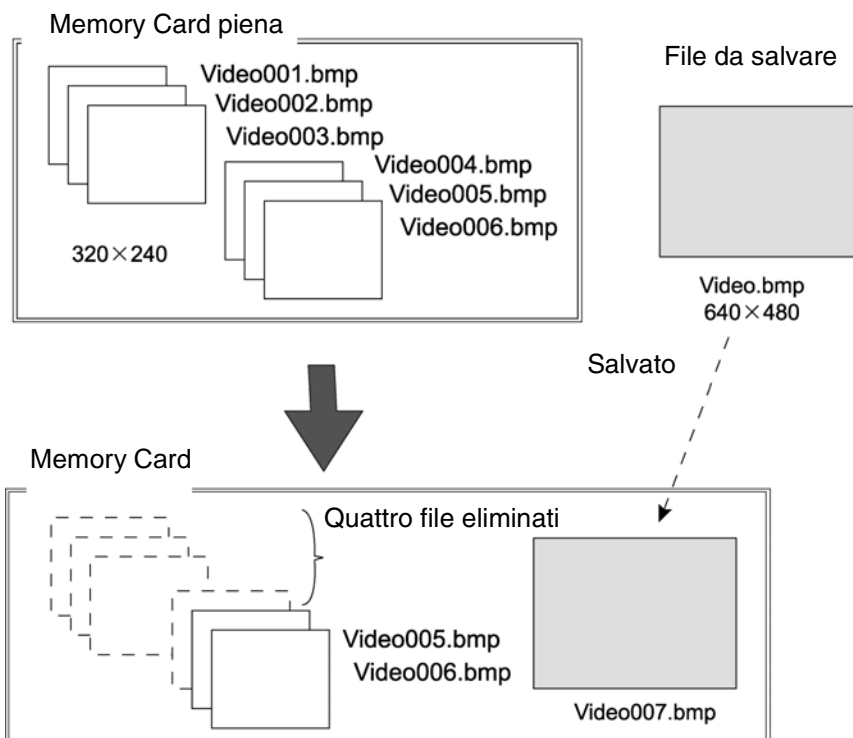 Memory Card piena
File da salvare
Video001.bmp
Video002.bmp
Video003.bmp
Video004.bmp
Video005.bmp
Video006.bmp
320×240
Video.bmp
640×480
Salvato
Memory Card
Quattro file eliminati
Video005.bmp
Video006.bmp
Video007.bmp